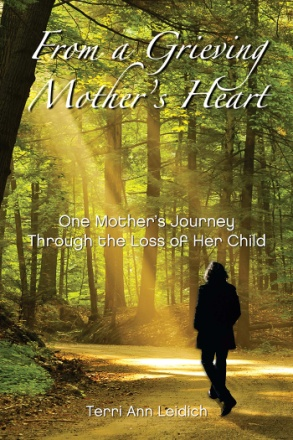 From a Grieving
Mother's Heart
One Mother's Journey
Through the Loss of Her Child
Terri Ann Leidich